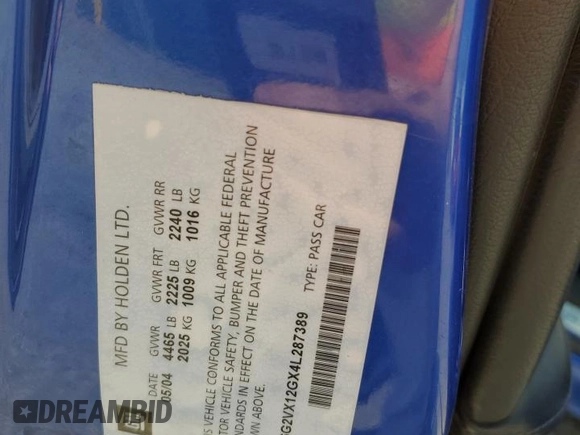 MFD BY HOLDEN LTD.
DATE GVWR GVWR FRT GVWR RR
05/04 4465 LB 2225 LB 2240 LB
2025 KG 1009 KG 1016 KG
VEHICLE CONFORMS TO ALL APPLICABLE FEDERAL
VEHICLE SAFETY, BUMPER AND THEFT PREVENTION
IN EFFECT ON THE DATE OF MANUFACTURE
ABOVE.
G2VX12GX4L287389 TYPE: PASS CAR
DREAMBID